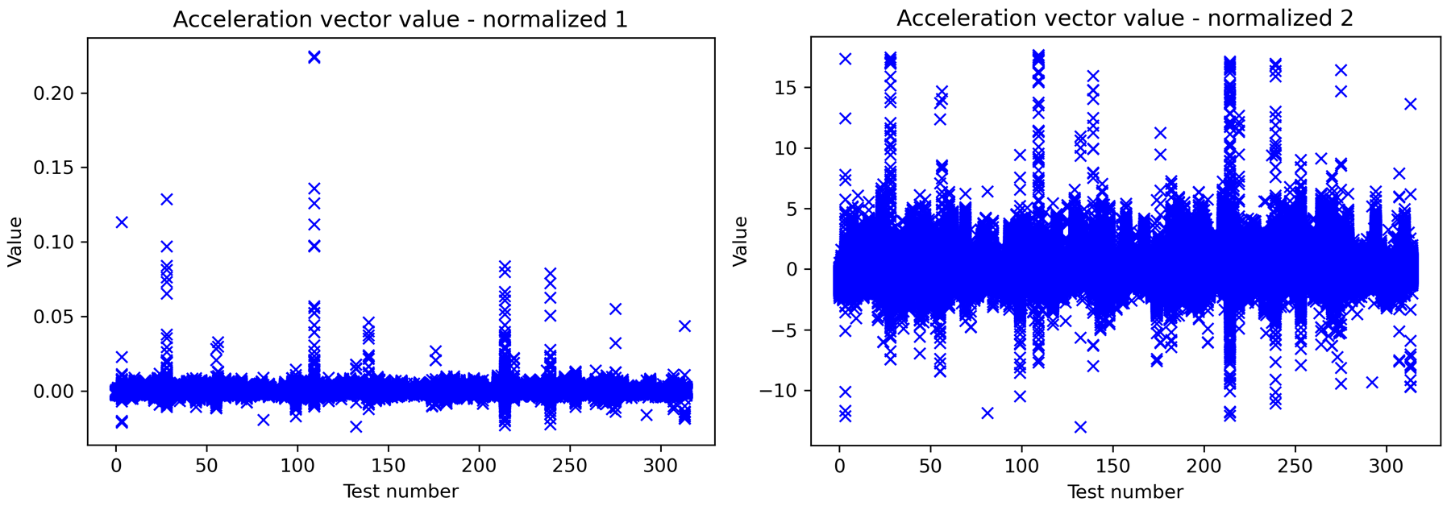 Acceleration vector value - normalized 1
Value
0.20
0.15
0.10
0.05
0.00
0 50 100 150 200 250 300
Test number
Acceleration vector value - normalized 2
Value
15
10
5
0
−5
−10
0 50 100 150 200 250 300
Test number